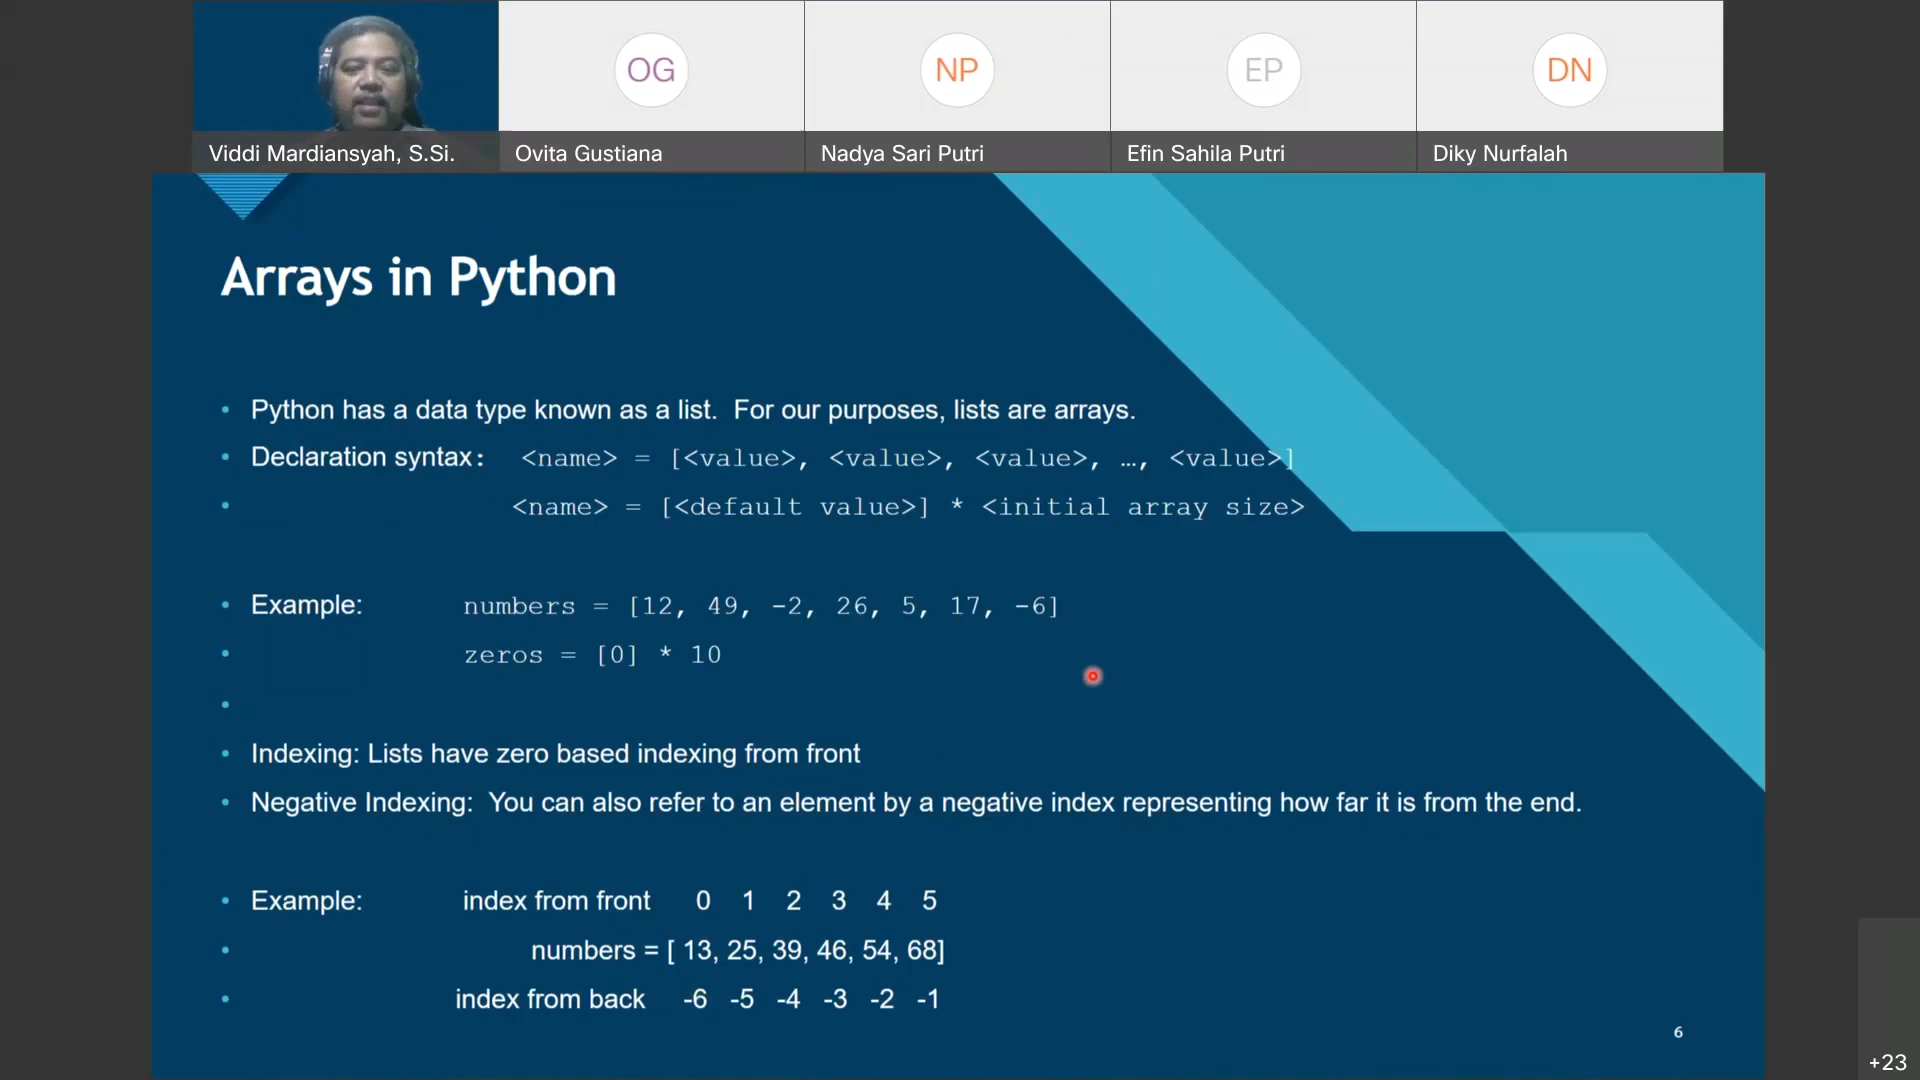 OG
NP
EP
DN
Viddi Mardiansyah, S.Si.
Ovita Gustiana
Nadya Sari Putri
Efin Sahila Putri
Diky Nurfalah
Arrays in Python
• Python has a data type known as a list.  For our purposes, lists are arrays.
• Declaration syntax: <name> = [<value>, <value>, <value>, …, <value>]
• <name> = [<default value>] * <initial array size>
• Example: numbers = [12, 49, -2, 26, 5, 17, -6]
• zeros = [0] * 10
•
• Indexing: Lists have zero based indexing from front
• Negative Indexing:  You can also refer to an element by a negative index representing how far it is from the end.
• Example: index from front 0 1 2 3 4 5
• numbers = [ 13, 25, 39, 46, 54, 68]
• index from back -6 -5 -4 -3 -2 -1
6
+23